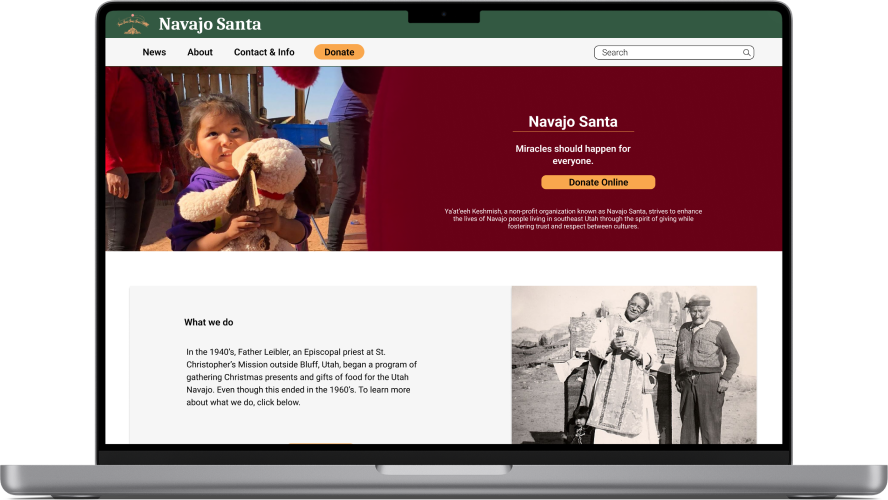 Navajo Santa
News About Contact & Info Donate Search
Navajo Santa
Miracles should happen for
everyone.
Donate Online
Ya'at'eeh Keshmish, a non-profit organization known as Navajo Santa, strives to enhance
the lives of Navajo people living in southeast Utah through the spirit of giving while
fostering trust and respect between cultures.
What we do
In the 1940's, Father Leibler, an Episcopal priest at St.
Christopher's Mission outside Bluff, Utah, began a program of
gathering Christmas presents and gifts of food for the Utah
Navajo. Even though this ended in the 1960's. To learn more
about what we do, click below.